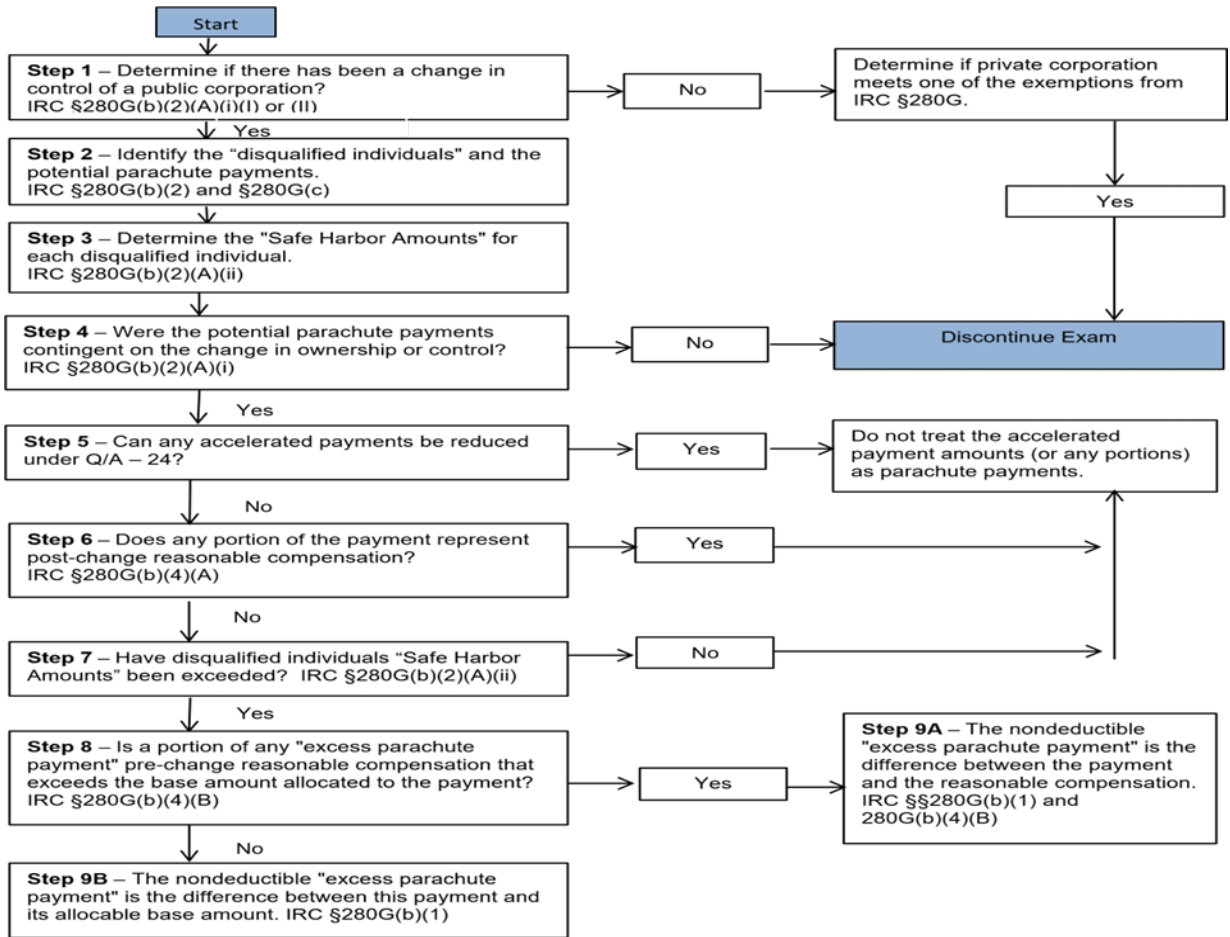 Start
Step 1 – Determine if there has been a change in
control of a public corporation?
IRC §280G(b)(2)(A)(i)(I) or (II)
No
Determine if private corporation
meets one of the exemptions from
IRC §280G.
Yes
Step 2 – Identify the “disqualified individuals" and the
potential parachute payments.
IRC §280G(b)(2) and §280G(c)
Yes
Step 3 – Determine the "Safe Harbor Amounts" for
each disqualified individual.
IRC §280G(b)(2)(A)(ii)
Step 4 – Were the potential parachute payments
contingent on the change in ownership or control?
IRC §280G(b)(2)(A)(i)
No
Discontinue Exam
Yes
Step 5 – Can any accelerated payments be reduced
under Q/A – 24?
Yes
Do not treat the accelerated
payment amounts (or any portions)
as parachute payments.
No
Step 6 – Does any portion of the payment represent
post-change reasonable compensation?
IRC §280G(b)(4)(A)
Yes
No
Step 7 – Have disqualified individuals “Safe Harbor
Amounts” been exceeded? IRC §280G(b)(2)(A)(ii)
No
Yes
Step 8 – Is a portion of any "excess parachute
payment" pre-change reasonable compensation that
exceeds the base amount allocated to the payment?
IRC §280G(b)(4)(B)
Yes
Step 9A – The nondeductible
"excess parachute payment" is the
difference between the payment
and the reasonable compensation.
IRC §§280G(b)(1) and
280G(b)(4)(B)
No
Step 9B – The nondeductible "excess parachute
payment" is the difference between this payment and
its allocable base amount. IRC §280G(b)(1)